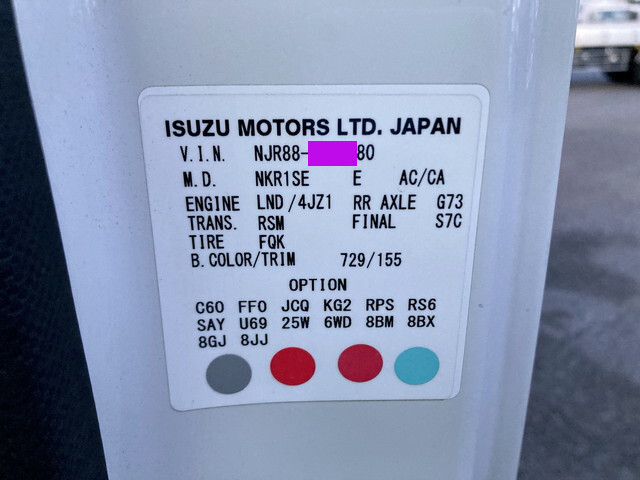 ISUZU MOTORS LTD. JAPAN
V.I.N. NJR88- 80
M.D. NKR1SE E AC/CA
ENGINE LND/4JZ1 RR AXLE G73
TRANS. RSM FINAL S7C
TIRE FQK
B.COLOR/TRIM 729/155
OPTION
C60 FF0 JCQ KG2 RPS RS6
SAY U69 25W 6WD 8BM 8BX
8GJ 8JJ